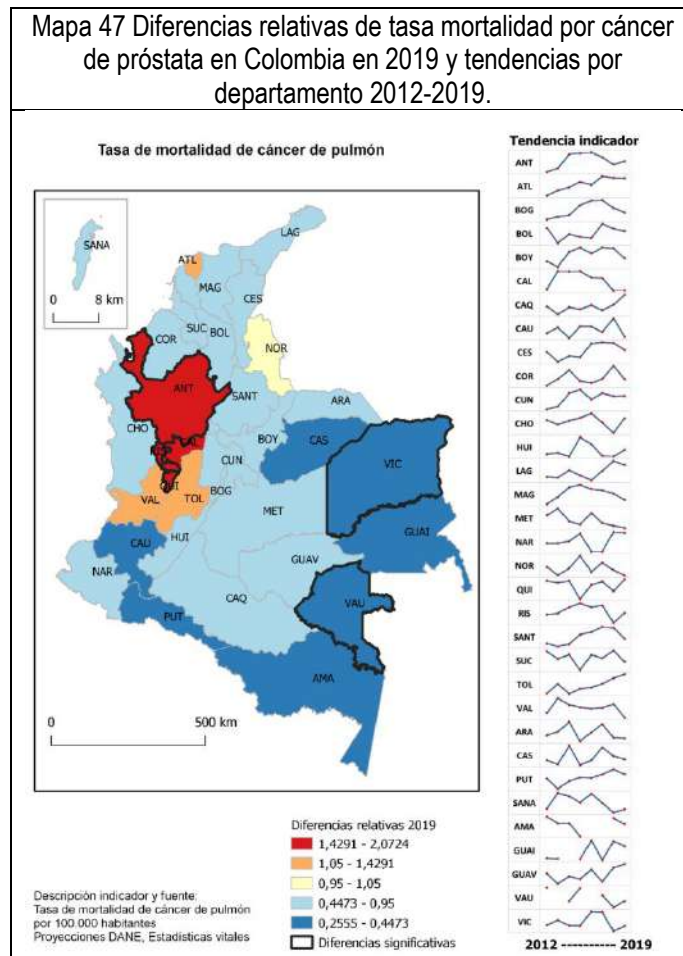 Mapa 47 Diferencias relativas de tasa mortalidad por cáncer
de próstata en Colombia en 2019 y tendencias por
departamento 2012-2019.
Tasa de mortalidad de cáncer de pulmón
SANA
0 8 km
LAG
ATL
MAG
CES
SUC BOL
COR
NOR
ANT
SANT
ARA
CHO
BOY
CAS
VIC
CUN
QUI
BOG
VAL
TOL
MET
GUAI
CAU
HUI
GUAV
NAR
CAQ
VAU
PUT
AMA
0 500 km
Diferencias relativas 2019
1,4291 - 2,0724
1,05 - 1,4291
0,95 - 1,05
0,4473 - 0,95
0,2555 - 0,4473
Diferencias significativas
Descripción indicador y fuente:
Tasa de mortalidad de cáncer de pulmón
por 100.000 habitantes
Proyecciones DANE, Estadísticas vitales
Tendencia indicador
ANT
ATL
BOG
BOL
BOY
CAL
CAQ
CAU
CES
COR
CUN
CHO
HUI
LAG
MAG
MET
NAR
NOR
QUI
RIS
SANT
SUC
TOL
VAL
ARA
CAS
PUT
SANA
AMA
GUAI
GUAV
VAU
VIC
2012 ---------- 2019